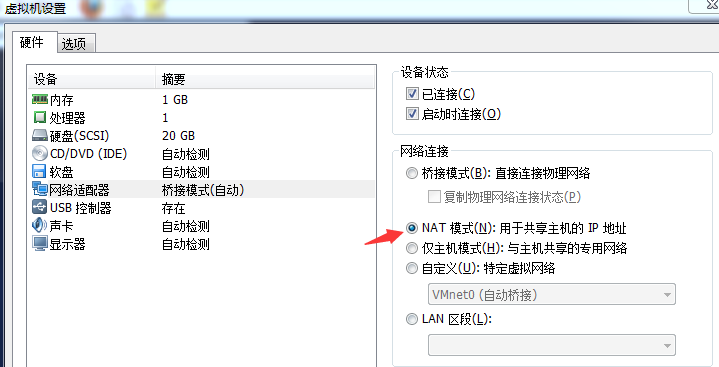 虚拟机设置
硬件 选项
设备 摘要
内存 1 GB
处理器 1
硬盘(SCSI) 20 GB
CD/DVD (IDE) 自动检测
软盘 自动检测
网络适配器 桥接模式(自动)
USB 控制器 存在
声卡 自动检测
显示器 自动检测
设备状态
已连接(C)
启动时连接(O)
网络连接
桥接模式(B): 直接连接物理网络
复制物理网络连接状态(P)
NAT 模式(N): 用于共享主机的 IP 地址
仅主机模式(H): 与主机共享的专用网络
自定义(U): 特定虚拟网络
VMnet0 (自动桥接)
LAN 区段(L):